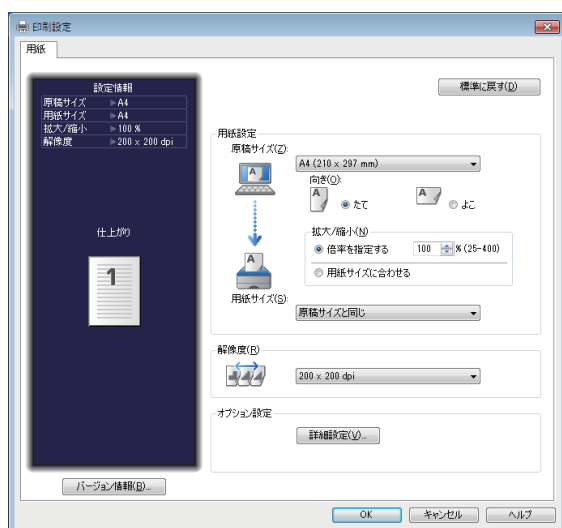 印刷設定
用紙
設定情報
原稿サイズ ▶A4
用紙サイズ ▶A4
拡大/縮小 ▶100 %
解像度 ▶200 x 200 dpi
仕上がり
1
バージョン情報(B)...
標準に戻す(D)
用紙設定
原稿サイズ(Z):
A4 (210 x 297 mm)
向き(O):
A たて A よこ
A
拡大/縮小(N)
倍率を指定する 100 % (25-400)
用紙サイズに合わせる
A
用紙サイズ(S):
原稿サイズと同じ
解像度(R)
200 x 200 dpi
オプション設定
詳細設定(V)...
OK キャンセル ヘルプ